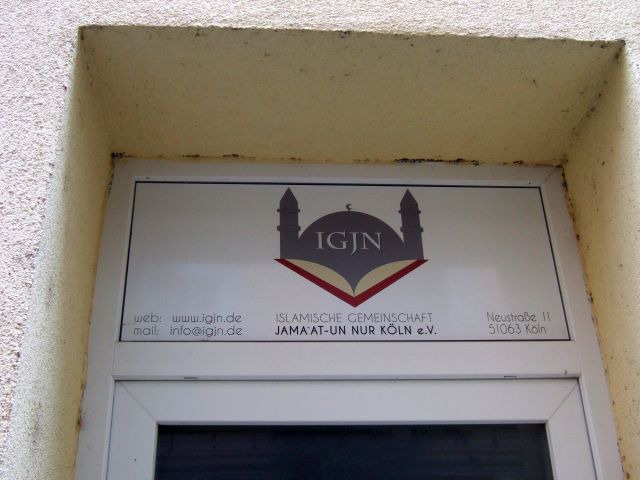 IGJN
web: www.igjn.de
mail: info@igjn.de
ISLAMISCHE GEMEINSCHAFT
JAMA'AT-UN NUR KÖLN e.V.
Neustraße 11
51063 Köln